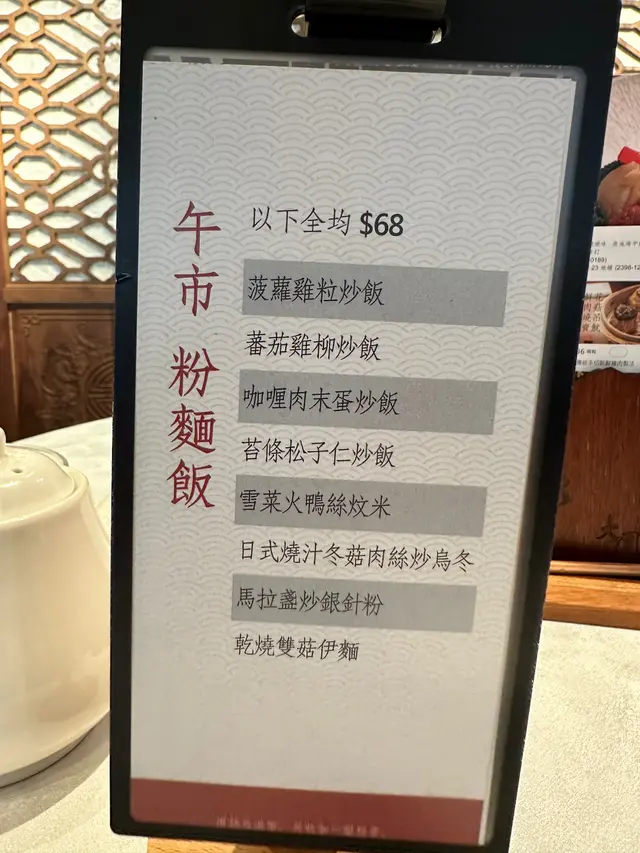 午市 粉麵飯
以下全均 $68
菠蘿雞粒炒飯
蕃茄雞柳炒飯
咖喱肉末蛋炒飯
苔條松子仁炒飯
雪菜火鴨絲炆米
日式燒汁冬菇肉絲炒烏冬
馬拉盞炒銀針粉
乾燒雙菇伊麵